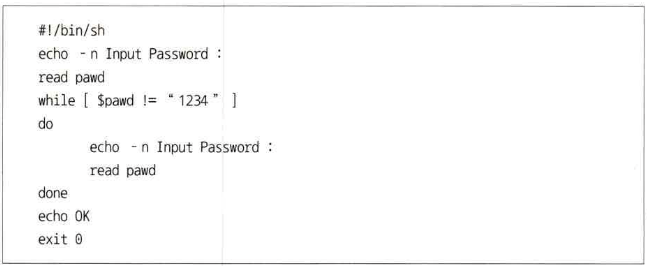 #!/bin/sh
echo -n Input Password :
read pawd
while [ $pawd != “1234” ]
do
echo -n Input Password :
read pawd
done
echo OK
exit 0